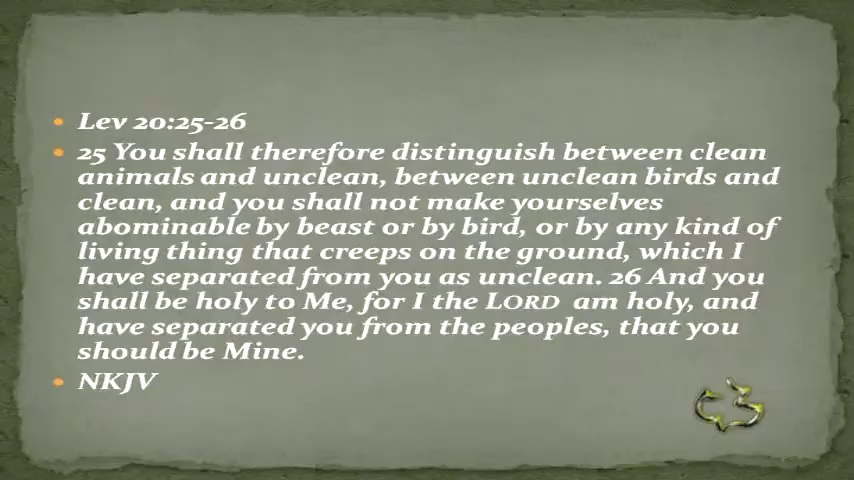 Lev 20:25-26
25 You shall therefore distinguish between clean
animals and unclean, between unclean birds and
clean, and you shall not make yourselves
abominable by beast or by bird, or by any kind of
living thing that creeps on the ground, which I
have separated from you as unclean. 26 And you
shall be holy to Me, for I the LORD am holy, and
have separated you from the peoples, that you
should be Mine.
NKJV